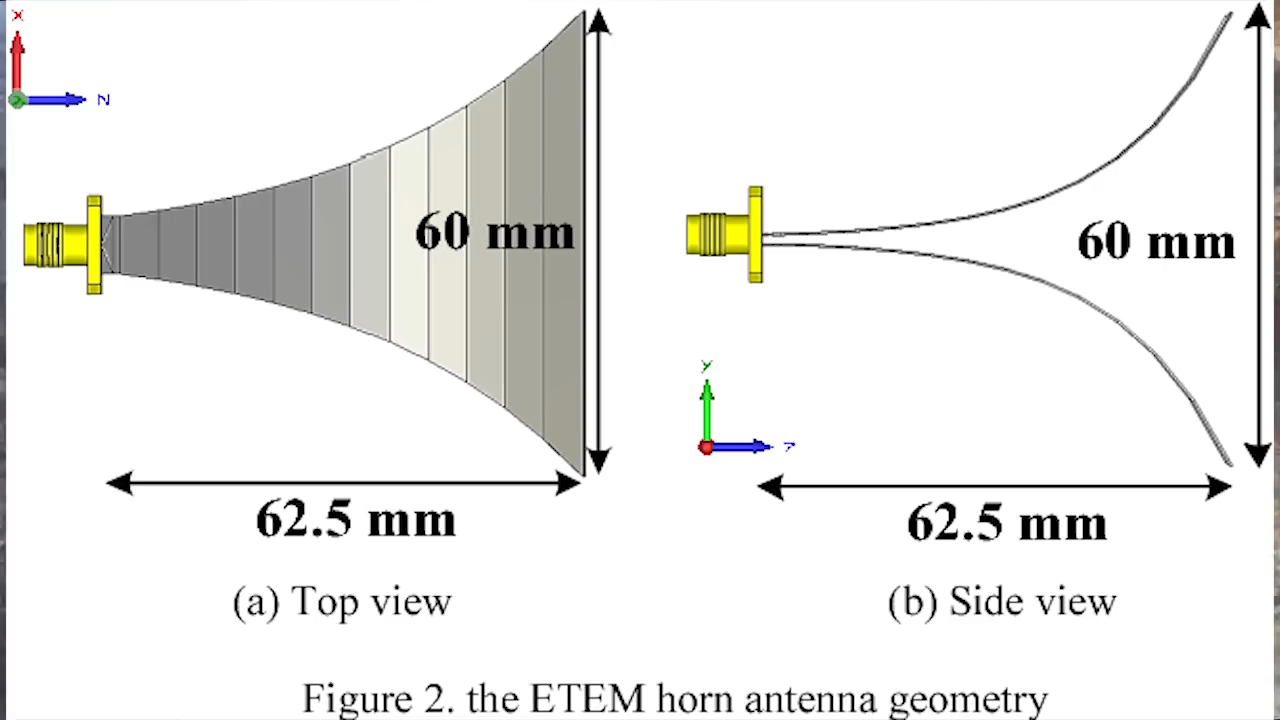 X
N
60 mm
62.5 mm
(a) Top view
60 mm
Y
Z
62.5 mm
(b) Side view
Figure 2. the ETEM horn antenna geometry